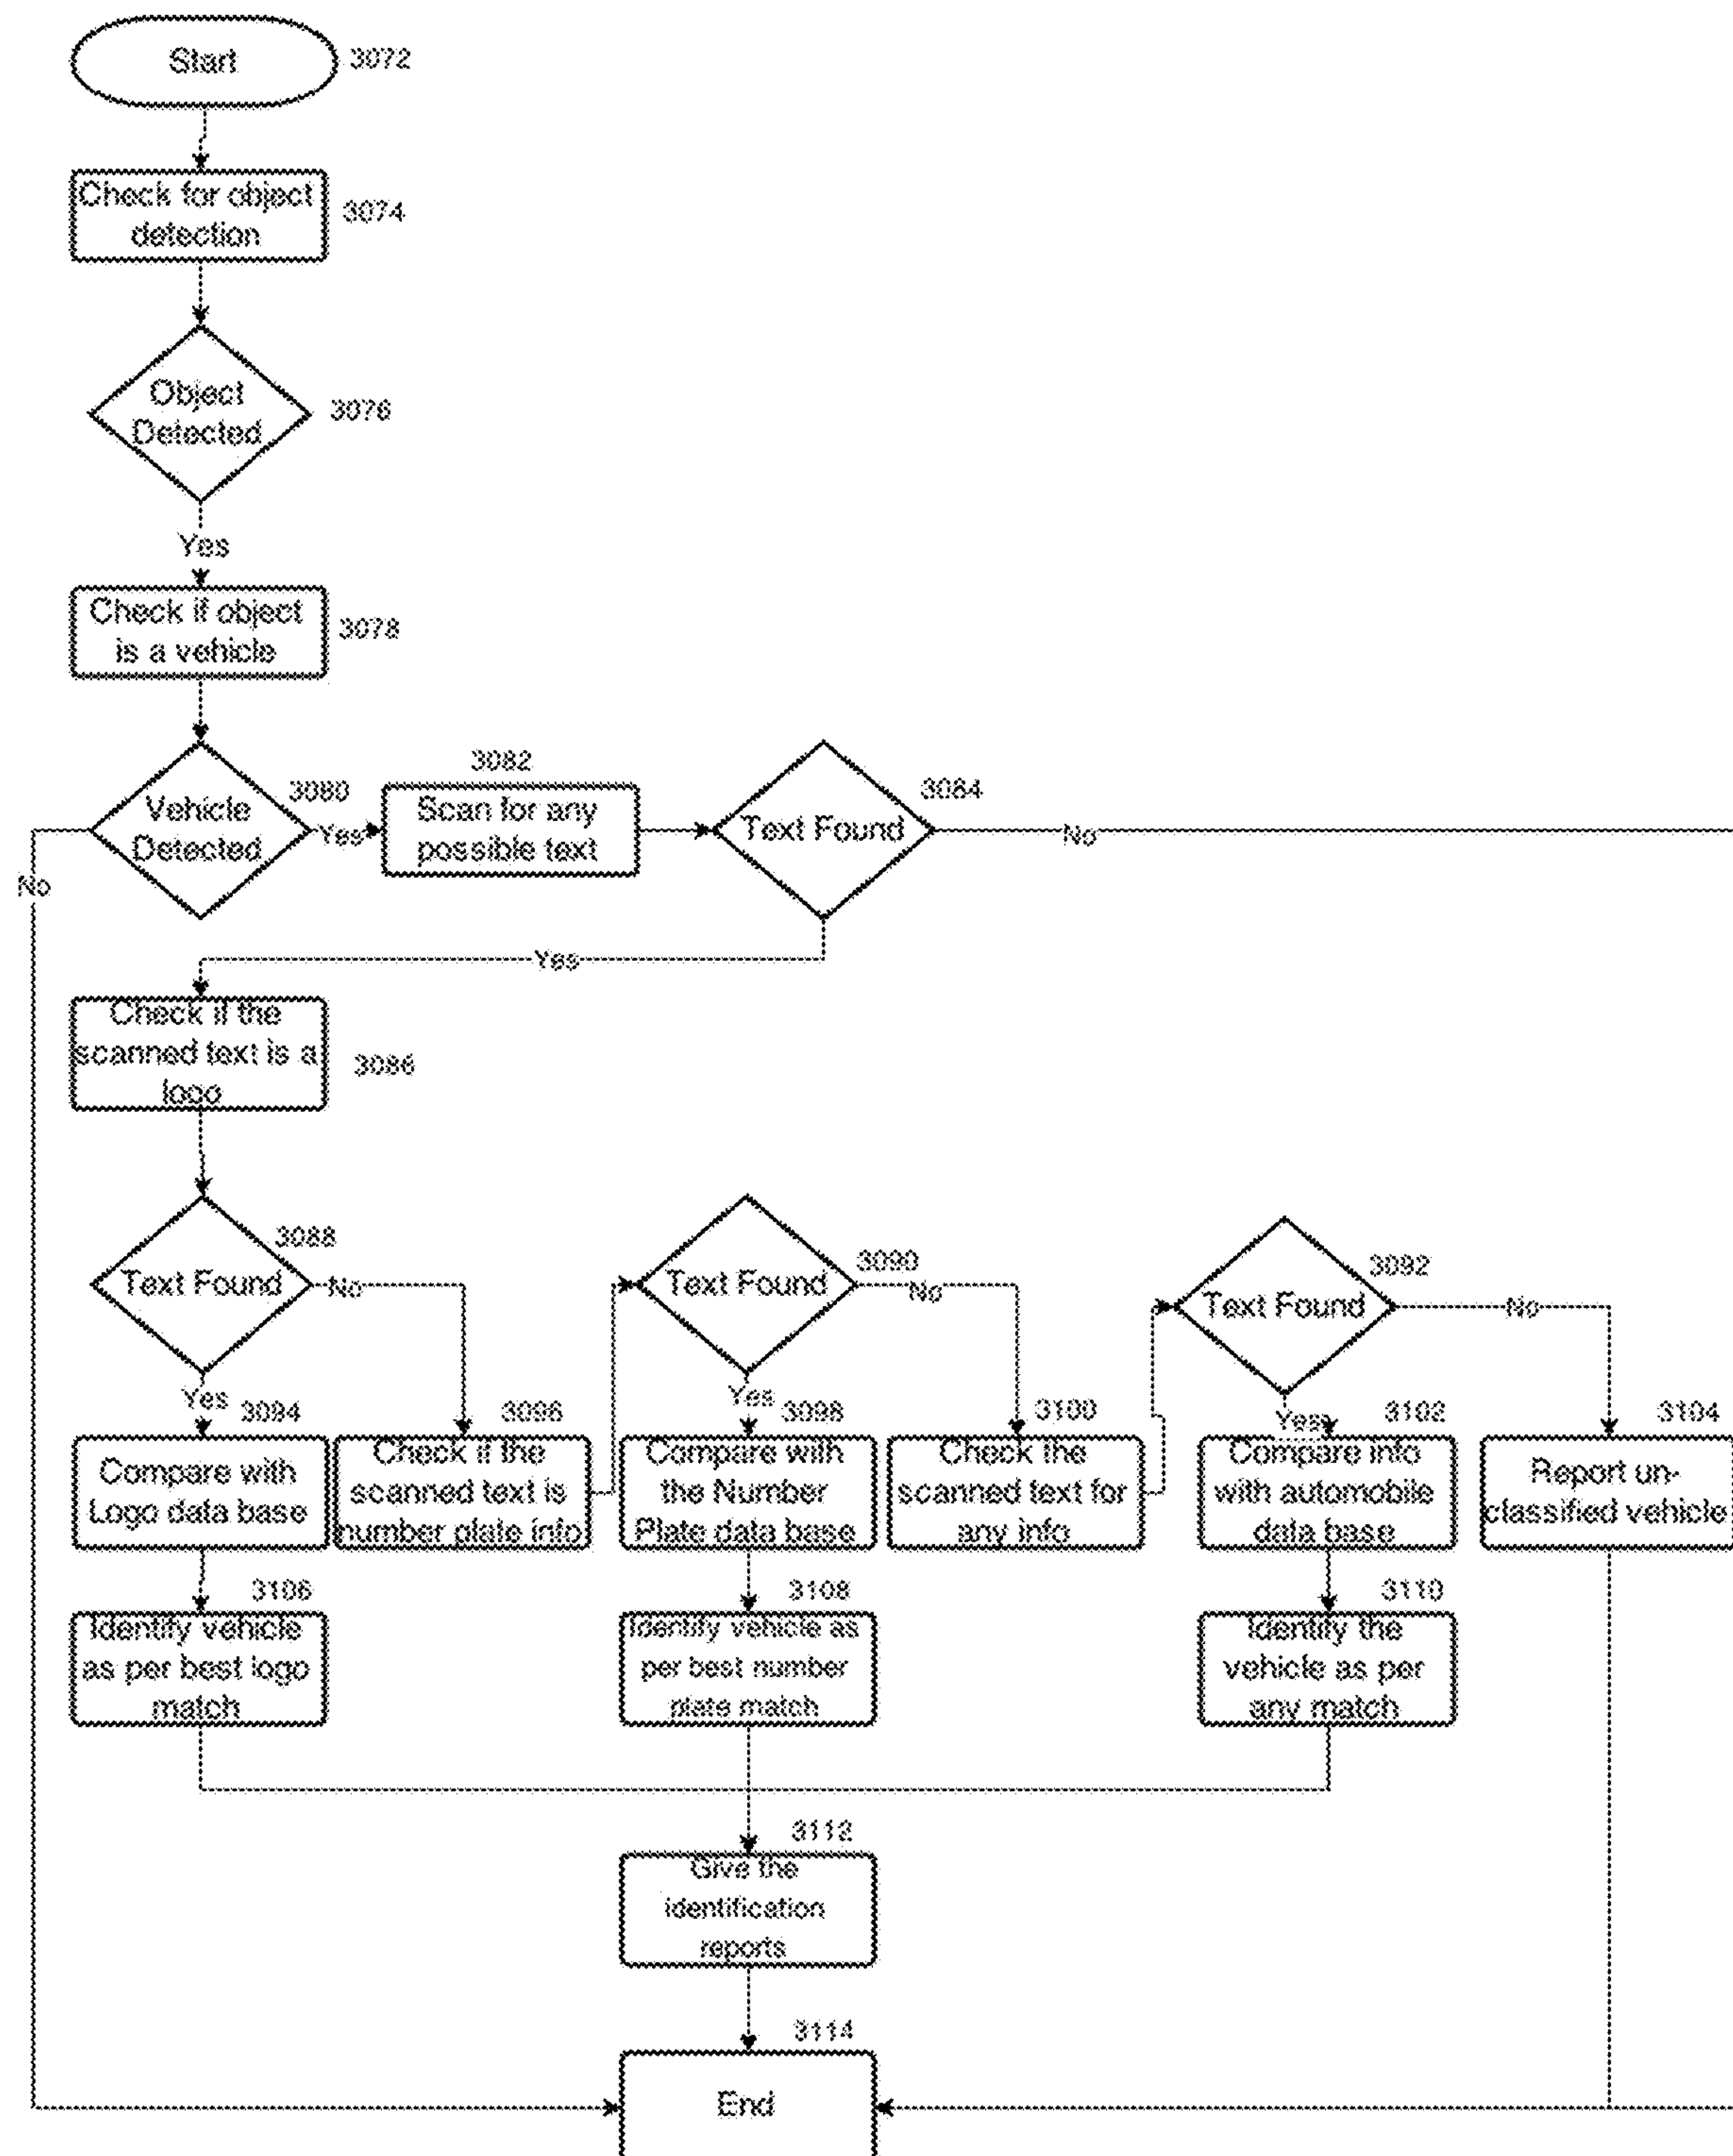 Start
3072
Check for object
detection
3074
Object
Detected
3076
Yes
Check if object
is a vehicle
3078
Vehicle
Detected
3080
No
Yes
3082
Scan for any
possible text
Text Found
3084
No
Yes
Check if the
scanned text is a
logo
3086
Text Found
3088
No
Yes
Text Found
3090
No
Yes
Text Found
3092
No
Yes
3094
Compare with
Logo data base
3096
Check if the
scanned text is
number plate info
3098
Compare with
the Number
Plate data base
3100
Check the
scanned text for
any info
3102
Compare info
with automobile
data base
3104
Report un-
classified vehicle
3106
Identify vehicle
as per best logo
match
3108
Identify vehicle as
per best number
plate match
3110
Identify the
vehicle as per
any match
3112
Give the
identification
reports
3114
End